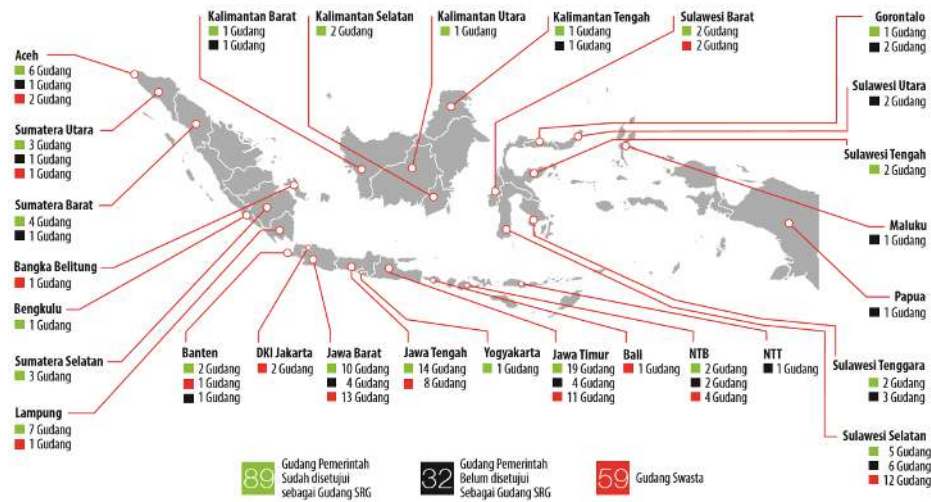 Kalimantan Barat
1 Gudang
1 Gudang
Kalimantan Selatan
2 Gudang
Kalimantan Utara
1 Gudang
Kalimantan Tengah
1 Gudang
1 Gudang
Sulawesi Barat
2 Gudang
2 Gudang
Gorontalo
1 Gudang
2 Gudang
Aceh
6 Gudang
1 Gudang
2 Gudang
Sulawesi Utara
2 Gudang
Sumatera Utara
3 Gudang
1 Gudang
1 Gudang
Sulawesi Tengah
2 Gudang
Sumatera Barat
4 Gudang
1 Gudang
Maluku
1 Gudang
Bangka Belitung
1 Gudang
Papua
1 Gudang
Bengkulu
1 Gudang
Sumatera Selatan
3 Gudang
Lampung
7 Gudang
1 Gudang
Banten
2 Gudang
1 Gudang
1 Gudang
DKI Jakarta
2 Gudang
Jawa Barat
10 Gudang
4 Gudang
13 Gudang
Jawa Tengah
14 Gudang
8 Gudang
Yogyakarta
1 Gudang
Jawa Timur
19 Gudang
4 Gudang
11 Gudang
Bali
1 Gudang
NTB
2 Gudang
2 Gudang
4 Gudang
NTT
1 Gudang
Sulawesi Tenggara
2 Gudang
3 Gudang
Sulawesi Selatan
5 Gudang
6 Gudang
12 Gudang
89
Gudang Pemerintah
Sudah disetujui
sebagai Gudang SRG
32
Gudang Pemerintah
Belum disetujui
Sebagai Gudang SRG
59
Gudang Swasta